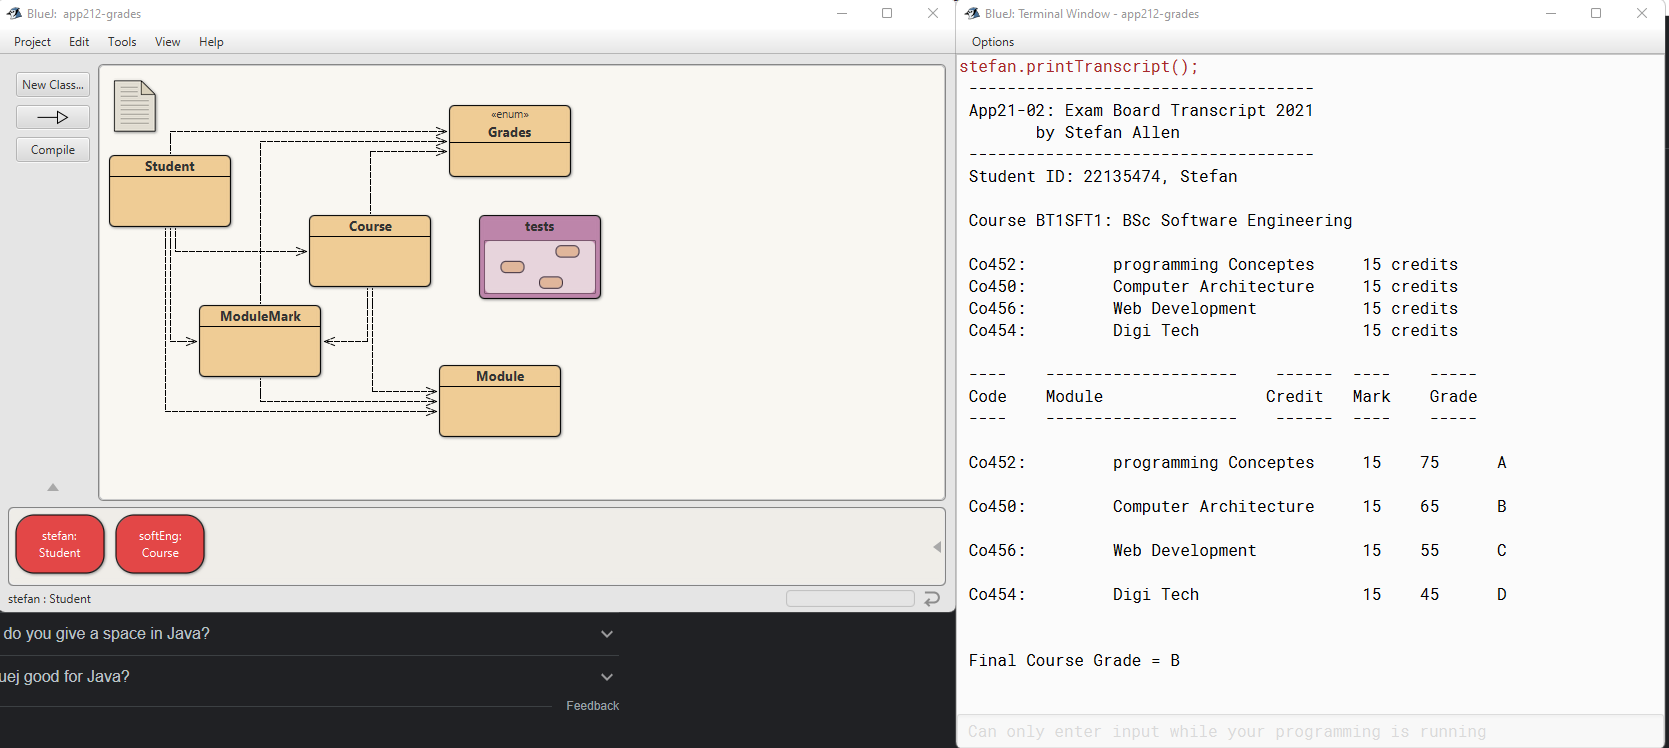 BlueJ: app212-grades
Project Edit Tools View Help
New Class...
Compile
Student
«enum»
Grades
Course
tests
ModuleMark
Module
stefan:
Student
softEng:
Course
stefan : Student
do you give a space in Java?
good for Java?
Feedback
BlueJ: Terminal Window - app212-grades
Options
stefan.printTranscript();
------------------------------------
App21-02: Exam Board Transcript 2021
by Stefan Allen
------------------------------------
Student ID: 22135474, Stefan
Course BT1SFT1: BSc Software Engineering
Co452: programming Conceptes 15 credits
Co450: Computer Architecture 15 credits
Co456: Web Development 15 credits
Co454: Digi Tech 15 credits
---- -------------------- ------ ---- -----
Code Module Credit Mark Grade
---- -------------------- ------ ---- -----
Co452: programming Conceptes 15 75 A
Co450: Computer Architecture 15 65 B
Co456: Web Development 15 55 C
Co454: Digi Tech 15 45 D
Final Course Grade = B
Can only enter input while your programming is running